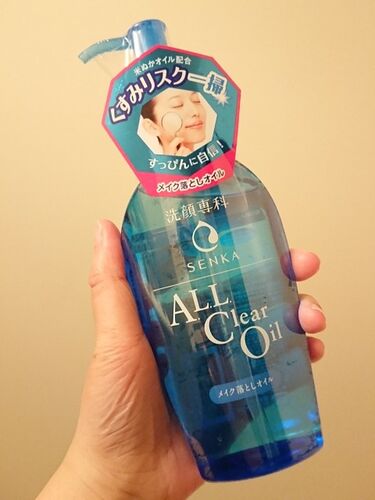 米ぬかオイル配合
くすみリスク一掃
すっぴんに自信!
メイク落としオイル
洗顔専科
SENKA
A.L.L.
Clear
Oil
メイク落としオイル